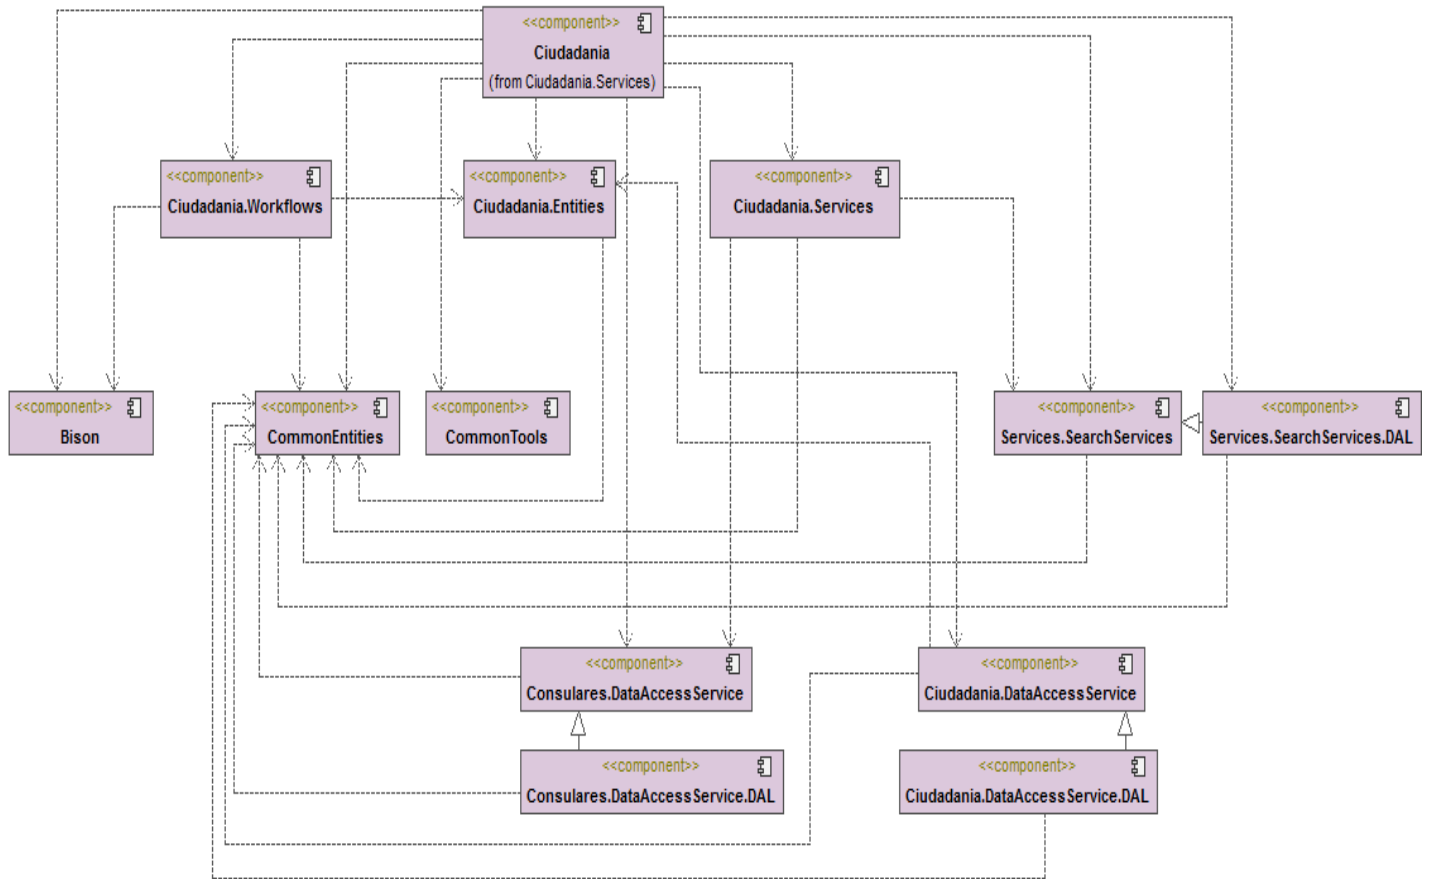 <<component>>
Ciudadania
(from Ciudadania.Services)
<<component>>
Ciudadania.Workflows
<<component>>
Ciudadania.Entities
<<component>>
Ciudadania.Services
<<component>>
Bison
<<component>>
CommonEntities
<<component>>
CommonTools
<<component>>
Services.SearchServices
<<component>>
Services.SearchServices.DAL
<<component>>
Consulares.DataAccessService
<<component>>
Ciudadania.DataAccessService
<<component>>
Consulares.DataAccessService.DAL
<<component>>
Ciudadania.DataAccessService.DAL